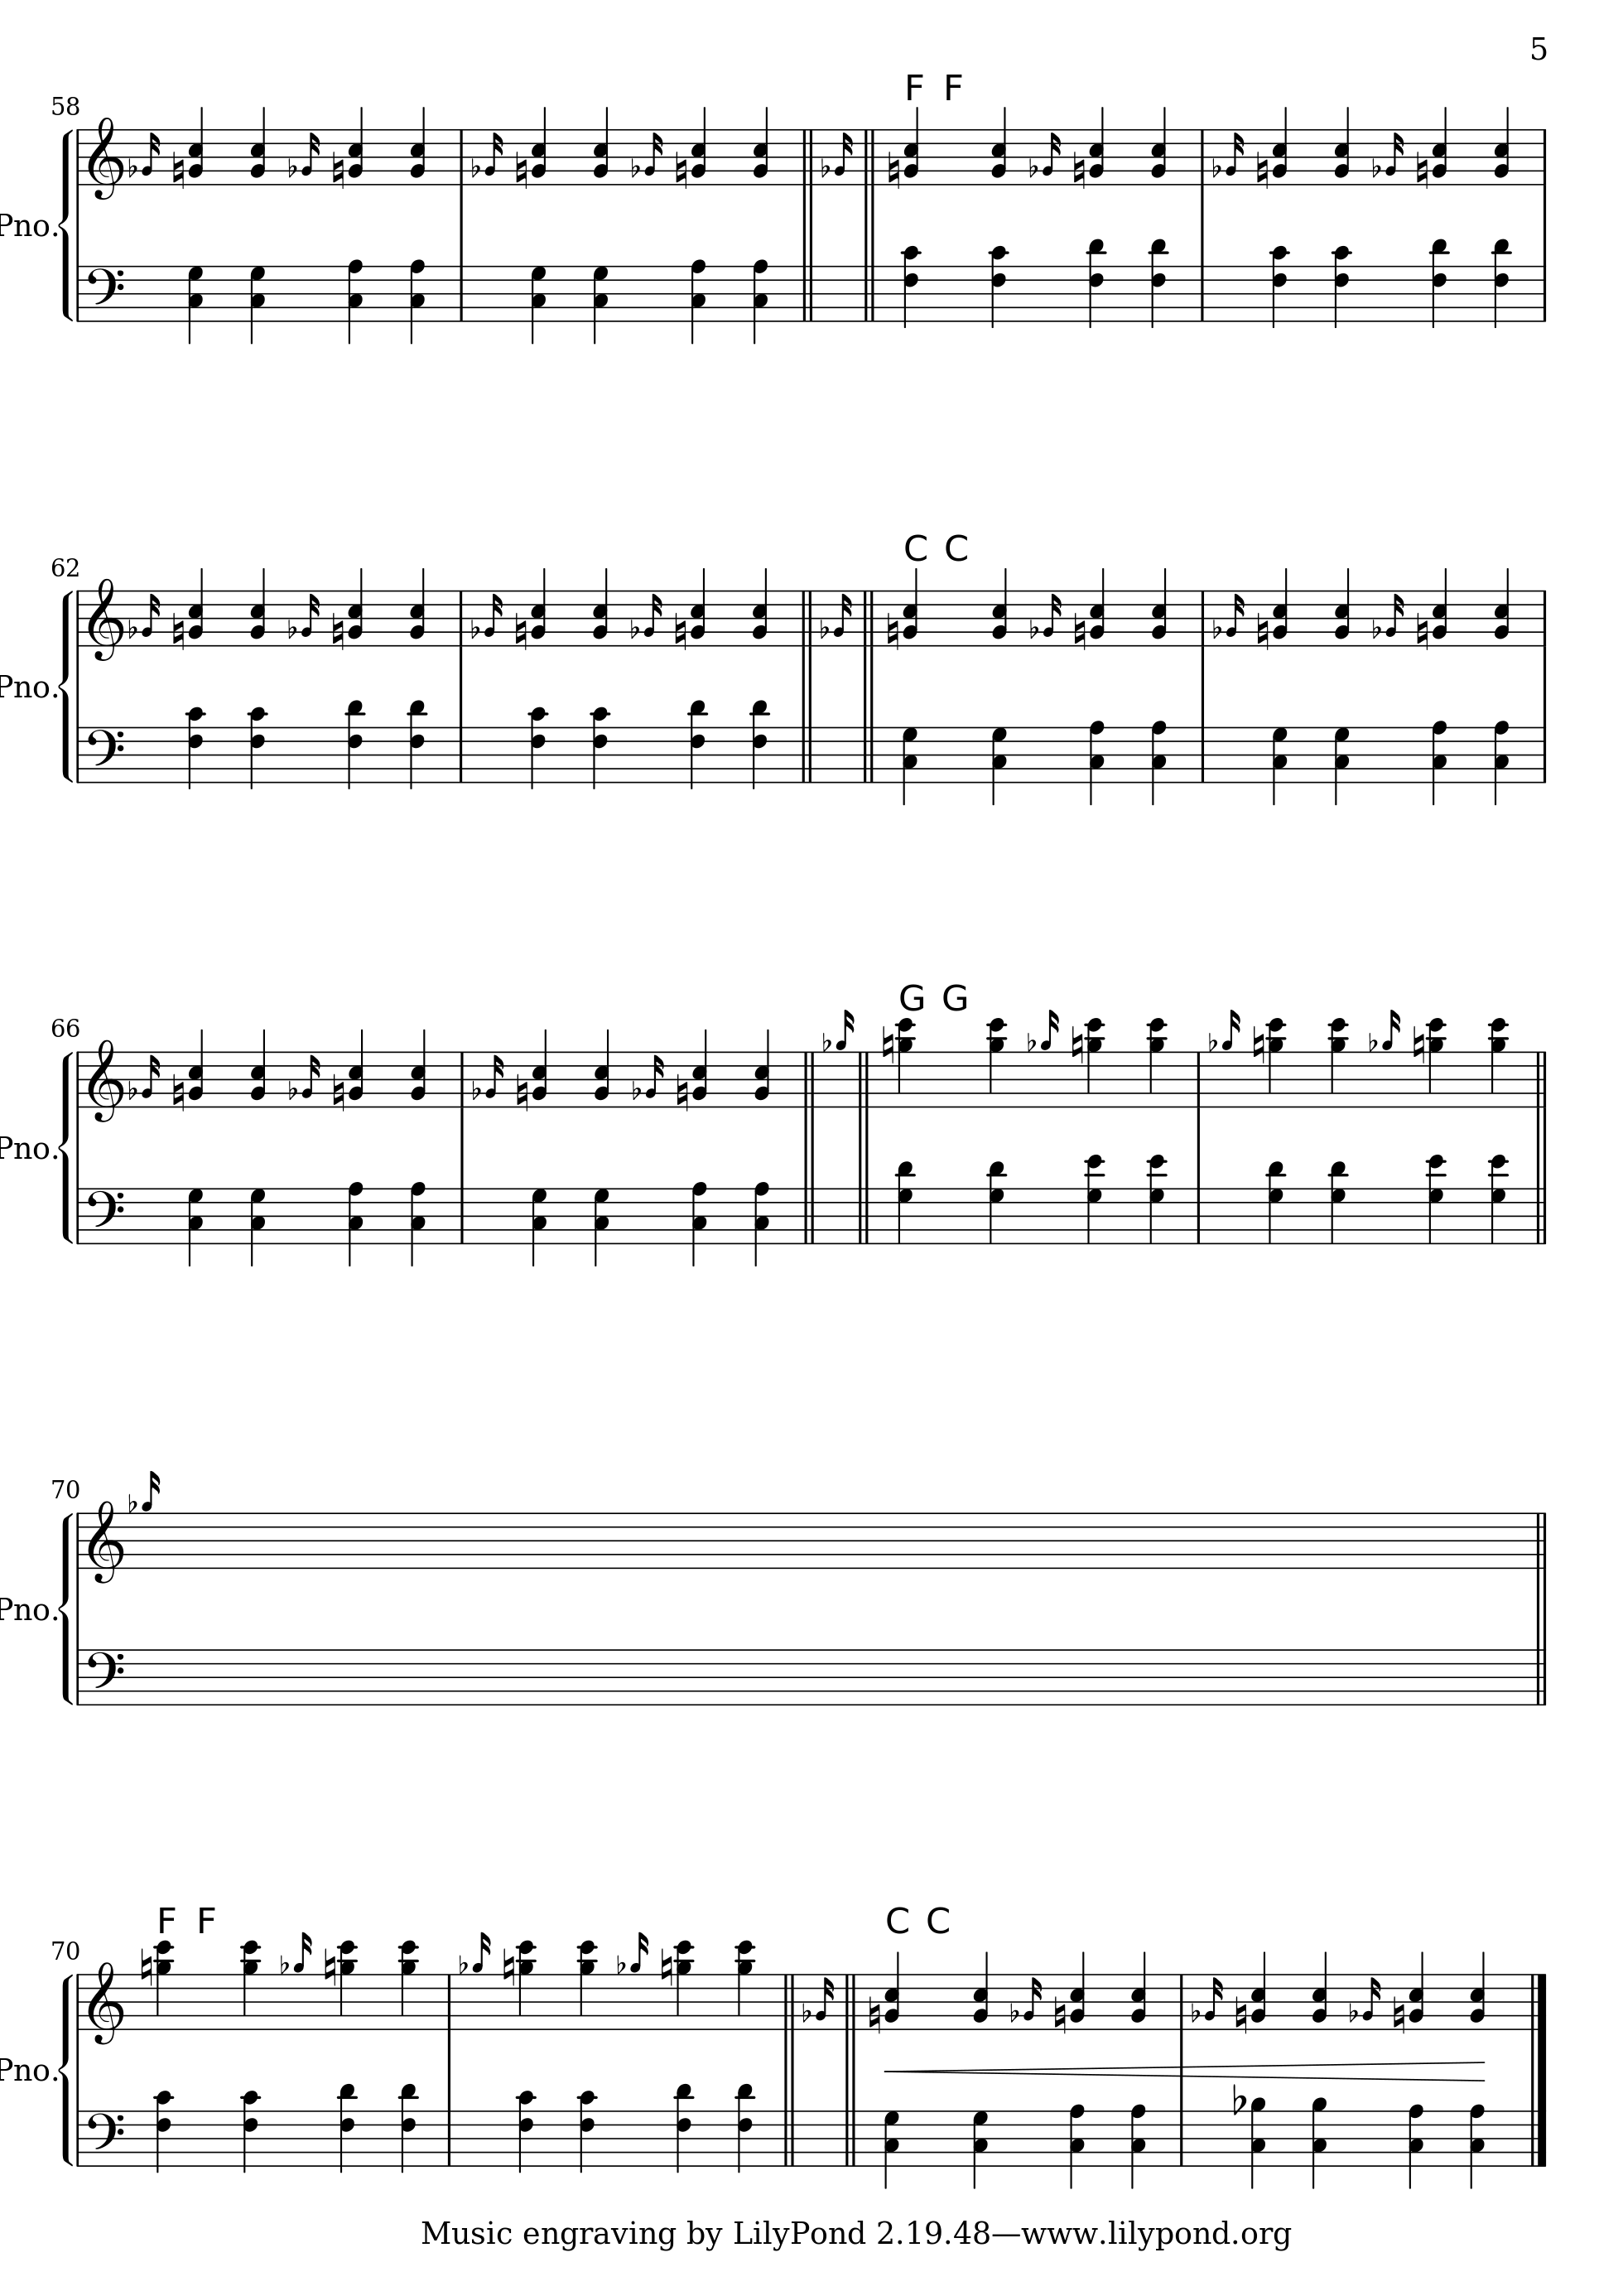 5
F F
58
Pno.
C C
62
Pno.
G G
66
Pno.
70
Pno.
F F C C
70
Pno.
Music engraving by LilyPond 2.19.48—www.lilypond.org